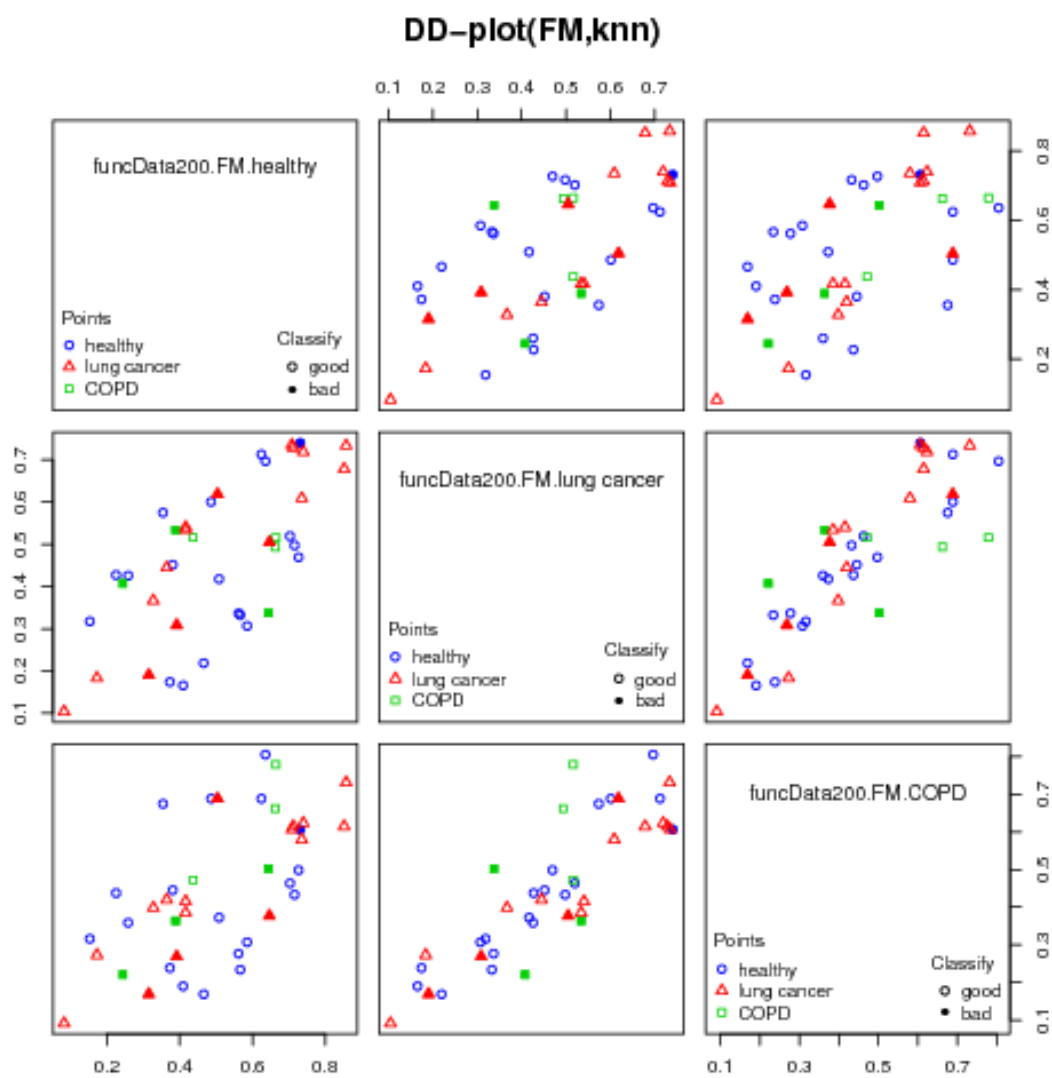 DD-plot(FM,knn)
0.1 0.2 0.3 0.4 0.5 0.6 0.7
funcData200.FM.healthy
Points
healthy
lung cancer
COPD
Classify
good
bad
0.2 0.4 0.6 0.8
0.1 0.2 0.3 0.4 0.5 0.6 0.7
funcData200.FM.lung cancer
Points
healthy
lung cancer
COPD
Classify
good
bad
funcData200.FM.COPD
Points
healthy
lung cancer
COPD
Classify
good
bad
0.1 0.3 0.5 0.7
0.2 0.4 0.6 0.8
0.1 0.3 0.5 0.7